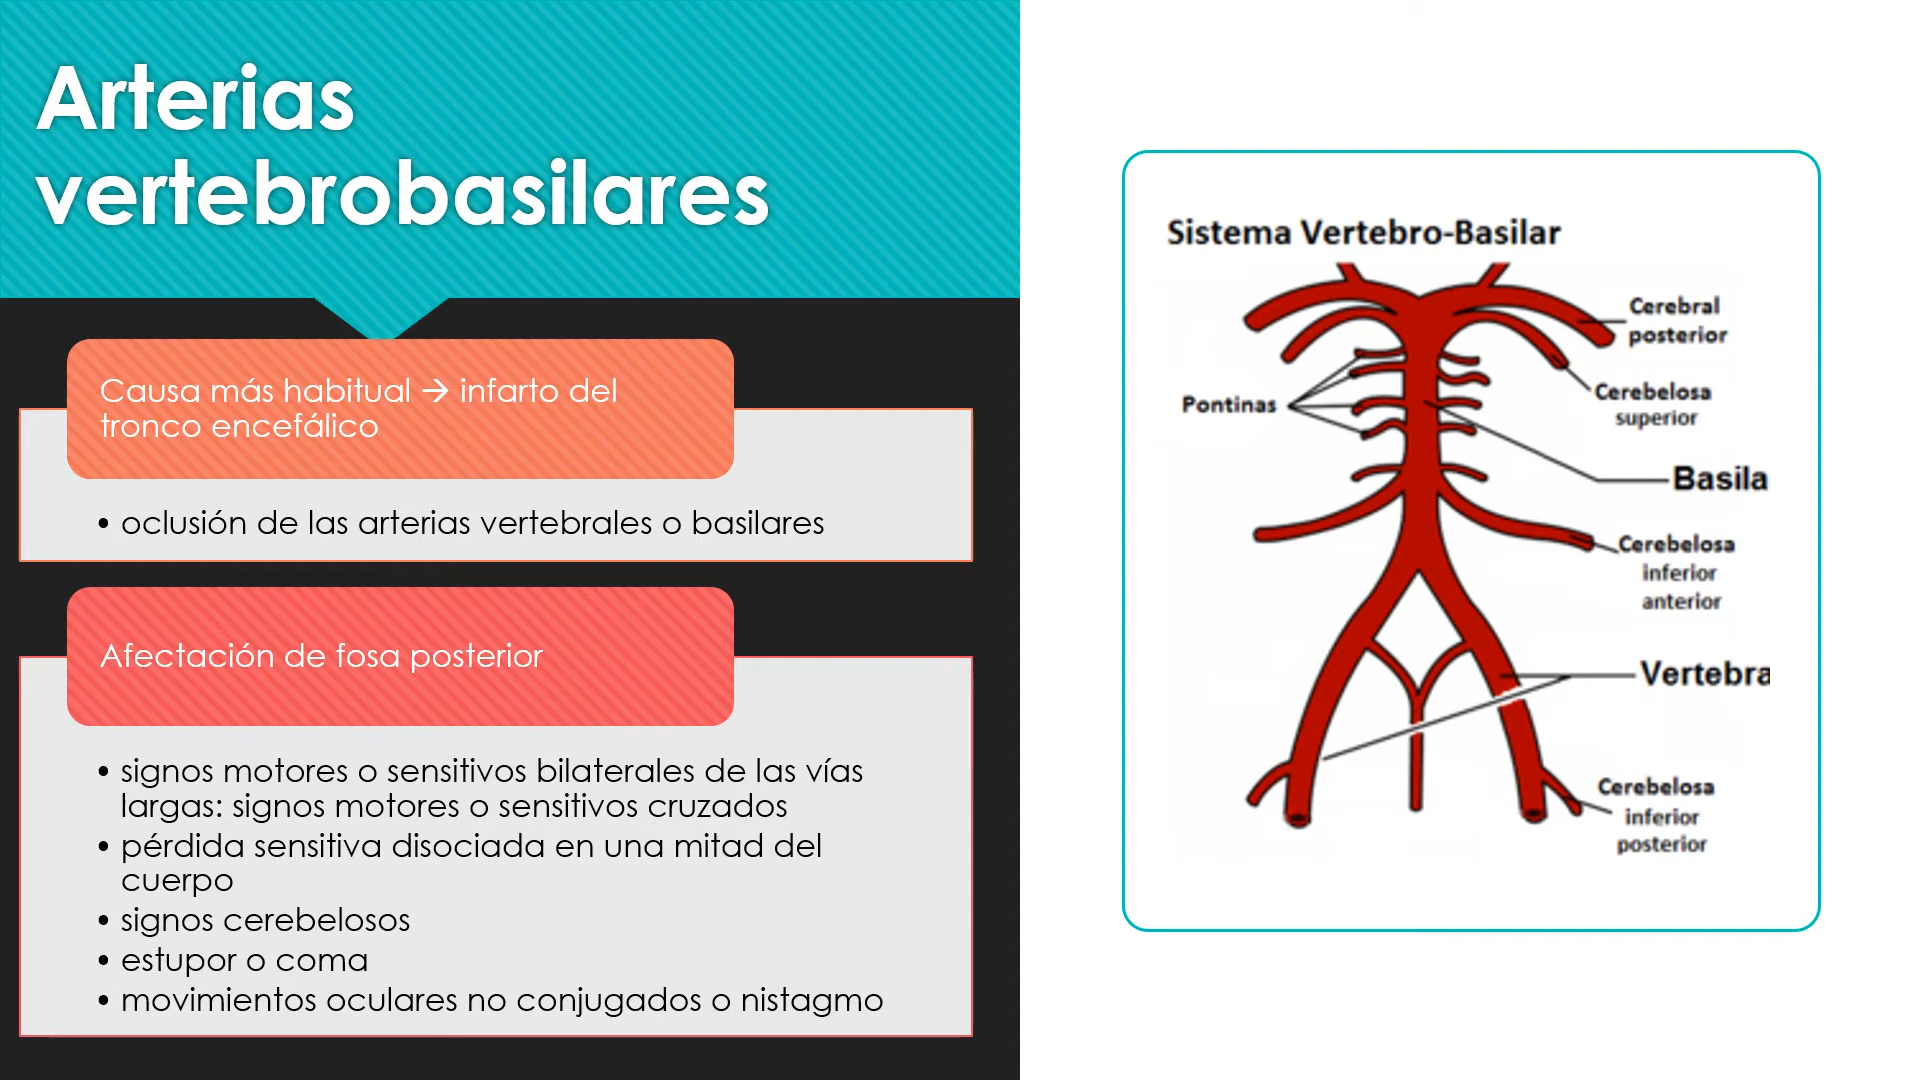 Arterias
vertebrobasilares
Causa más habitual → infarto del
tronco encefálico
• oclusión de las arterias vertebrales o basilares
Afectación de fosa posterior
• signos motores o sensitivos bilaterales de las vías
largas: signos motores o sensitivos cruzados
• pérdida sensitiva disociada en una mitad del
cuerpo
• signos cerebelosos
• estupor o coma
• movimientos oculares no conjugados o nistagmo
Sistema Vertebro-Basilar
Cerebral
posterior
Cerebelosa
superior
Pontinas
Basila
Cerebelosa
inferior
anterior
Vertebra
Cerebelosa
inferior
posterior